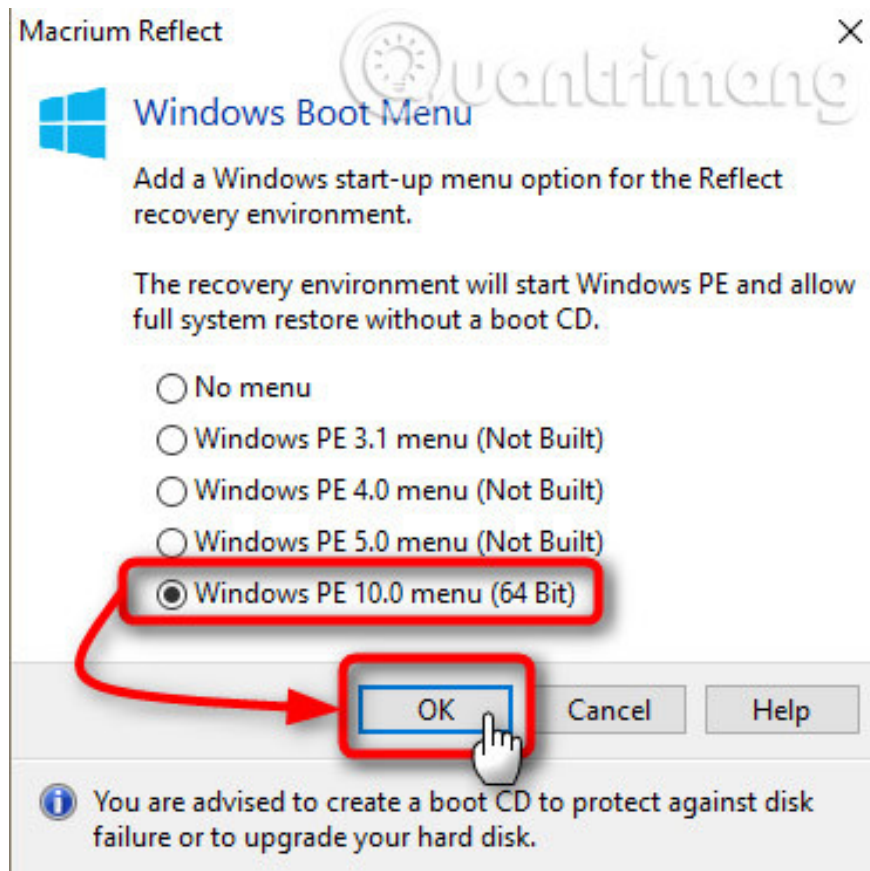 Macrium Reflect
Quantrimang
Windows Boot Menu
Add a Windows start-up menu option for the Reflect
recovery environment.
The recovery environment will start Windows PE and allow
full system restore without a boot CD.
No menu
Windows PE 3.1 menu (Not Built)
Windows PE 4.0 menu (Not Built)
Windows PE 5.0 menu (Not Built)
Windows PE 10.0 menu (64 Bit)
OK
Cancel
Help
You are advised to create a boot CD to protect against disk
failure or to upgrade your hard disk.